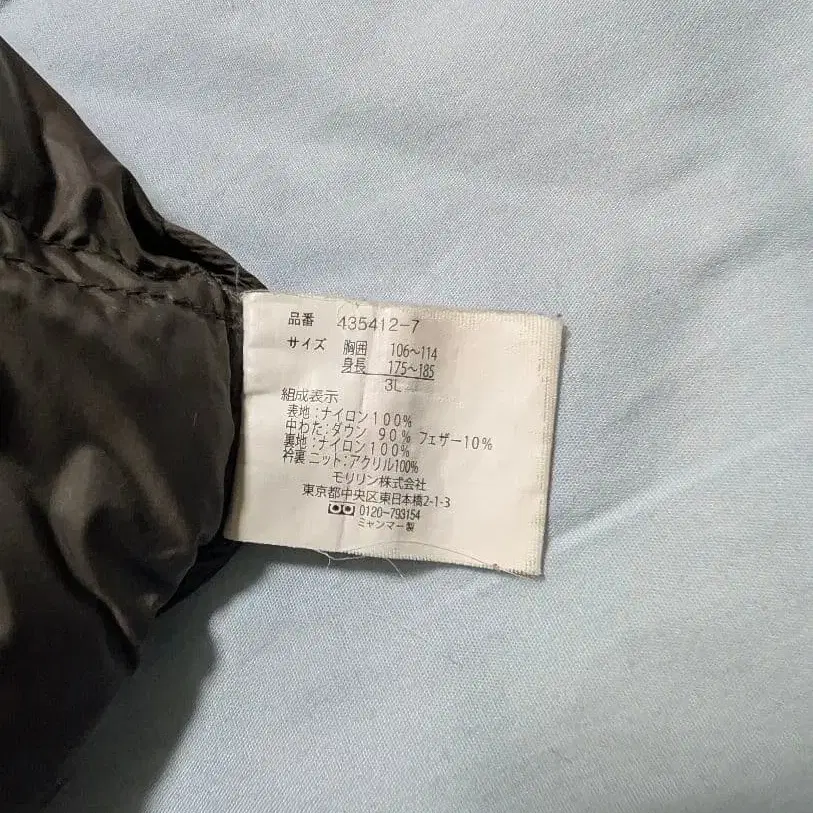 品番 435412-7
サイズ 胸囲 106~114
身長 175~185
3L
組成表示
表地:ナイロン100%
中わた:ダウン 90% フェザー10%
裏地:ナイロン100%
衿裏ニット:アクリル100%
モリリン株式会社
東京都中央区東日本橋2-1-3
0120-793154
ミャンマー製